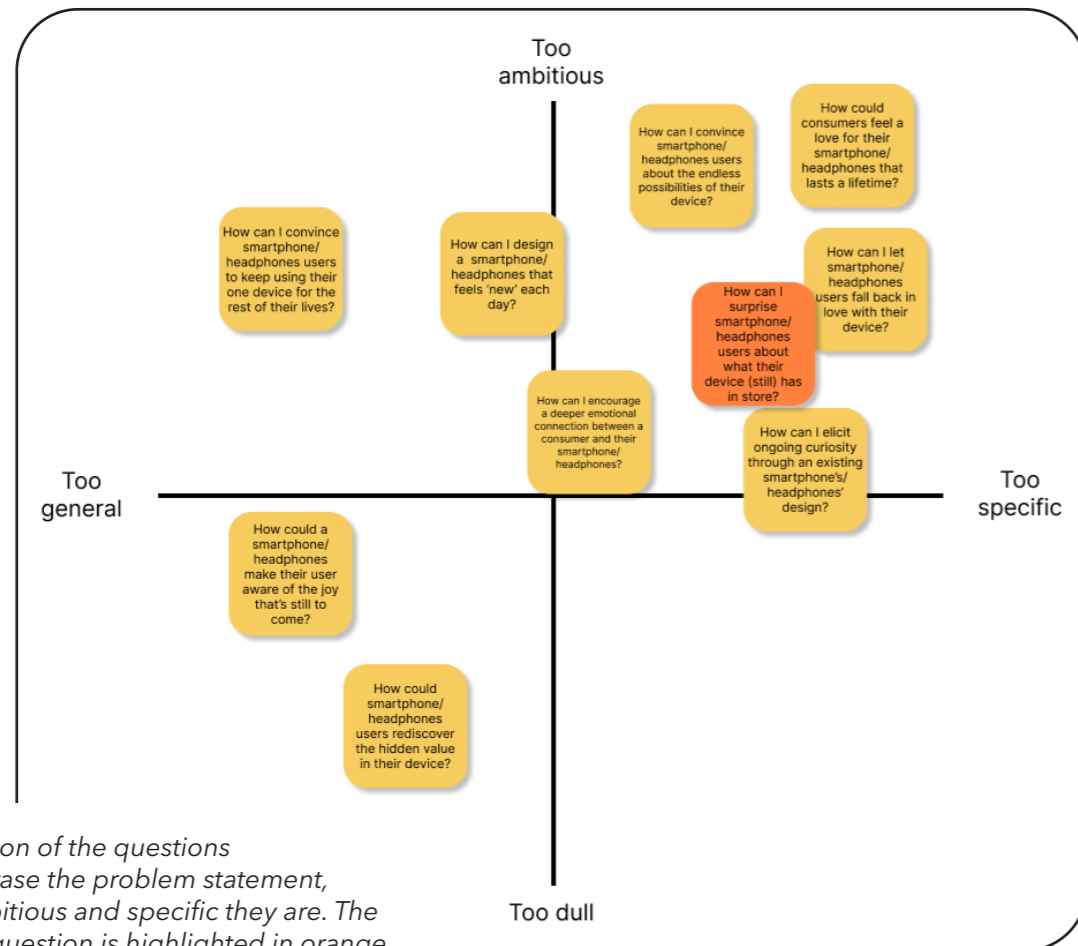 Too
ambitious
How can I convince
smartphone/
headphones users
about the endless
possibilities of their
device?
How could
consumers feel a
love for their
smartphone/
headphones that
lasts a lifetime?
How can I convince
smartphone/
headphones users
to keep using their
one device for the
rest of their lives?
How can I design
a smartphone/
headphones that
feels 'new' each
day?
How can I let
smartphone/
headphones
users fall back in
love with their
device?
How can I
surprise
smartphone/
headphones
users about
what their
device (still) has
in store?
How can I encourage
a deeper emotional
connection between a
consumer and their
smartphone/
headphones?
How can I elicit
ongoing curiosity
through an existing
smartphone's/
headphones'
design?
Too
general
Too
specific
How could a
smartphone/
headphones
make their user
aware of the joy
that's still to
come?
How could
smartphone/
headphones
users rediscover
the hidden value
in their device?
Too dull
on of the questions
ase the problem statement,
bitious and specific they are. The
question is highlighted in orange